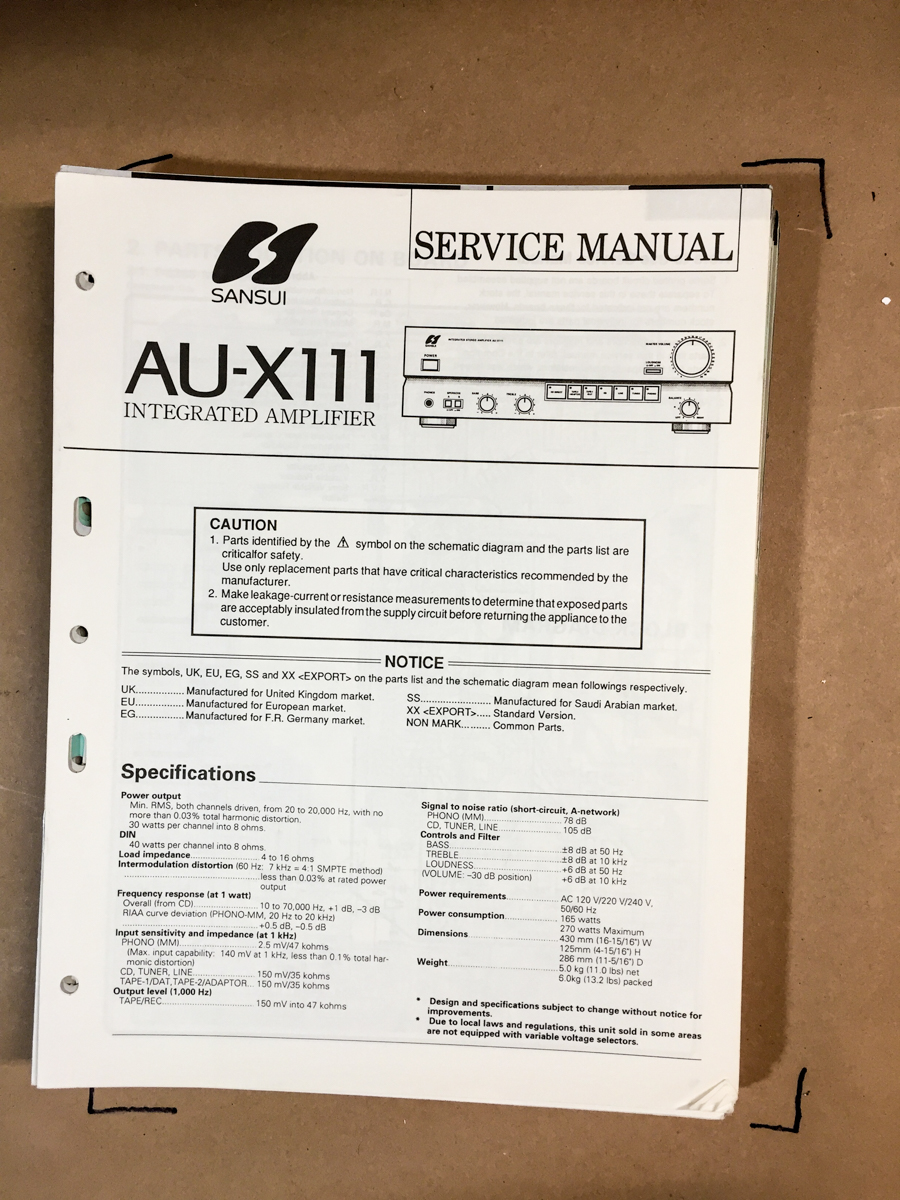 SERVICE MANUAL
SANSUI
AU-X111
INTEGRATED AMPLIFIER
SANSUI
INTEGRATED STEREO AMPLIFIER AU-X111
POWER
MASTER VOLUME
LOUDNESS
PHONES
BASS
TREBLE
BALANCE
CAUTION
1. Parts identified by the ⚠ symbol on the schematic diagram and the parts list are
criticalfor safety.
Use only replacement parts that have critical characteristics recommended by the
manufacturer.
2. Make leakage-current or resistance measurements to determine that exposed parts
are acceptably insulated from the supply circuit before returning the appliance to the
customer.
NOTICE
The symbols, UK, EU, EG, SS and XX <EXPORT> on the parts list and the schematic diagram mean followings respectively.
UK................. Manufactured for United Kingdom market.
EU................. Manufactured for European market.
EG................. Manufactured for F.R. Germany market.
SS......................... Manufactured for Saudi Arabian market.
XX <EXPORT>..... Standard Version.
NON MARK.......... Common Parts.
Specifications
Power output
Min. RMS, both channels driven, from 20 to 20,000 Hz, with no
more than 0.03% total harmonic distortion.
30 watts per channel into 8 ohms.
DIN
40 watts per channel into 8 ohms.
Load impedance........................ 4 to 16 ohms
Intermodulation distortion (60 Hz: 7 kHz = 4:1 SMPTE method)
................................................ less than 0.03% at rated power
output
Frequency response (at 1 watt)
Overall (from CD)....................... 10 to 70,000 Hz, +1 dB, −3 dB
RIAA curve deviation (PHONO-MM, 20 Hz to 20 kHz)
................................................ +0.5 dB, −0.5 dB
Input sensitivity and impedance (at 1 kHz)
PHONO (MM)............................ 2.5 mV/47 kohms
(Max. input capability: 140 mV at 1 kHz, less than 0.1% total har-
monic distortion)
CD, TUNER, LINE...................... 150 mV/35 kohms
TAPE-1/DAT,TAPE-2/ADAPTOR... 150 mV/35 kohms
Output level (1,000 Hz)
TAPE/REC................................. 150 mV into 47 kohms
Signal to noise ratio (short-circuit, A-network)
PHONO (MM)............................ 78 dB
CD, TUNER, LINE...................... 105 dB
Controls and Filter
BASS........................................ ±8 dB at 50 Hz
TREBLE.................................... ±8 dB at 10 kHz
LOUDNESS............................... +6 dB at 50 Hz
(VOLUME: −30 dB position) +6 dB at 10 kHz
Power requirements................... AC 120 V/220 V/240 V,
50/60 Hz
Power consumption................... 165 watts
270 watts Maximum
Dimensions................................ 430 mm (16-15/16") W
125mm (4-15/16") H
286 mm (11-5/16") D
Weight....................................... 5.0 kg (11.0 lbs) net
6.0kg (13.2 lbs) packed
* Design and specifications subject to change without notice for
improvements.
* Due to local laws and regulations, this unit sold in some areas
are not equipped with variable voltage selectors.